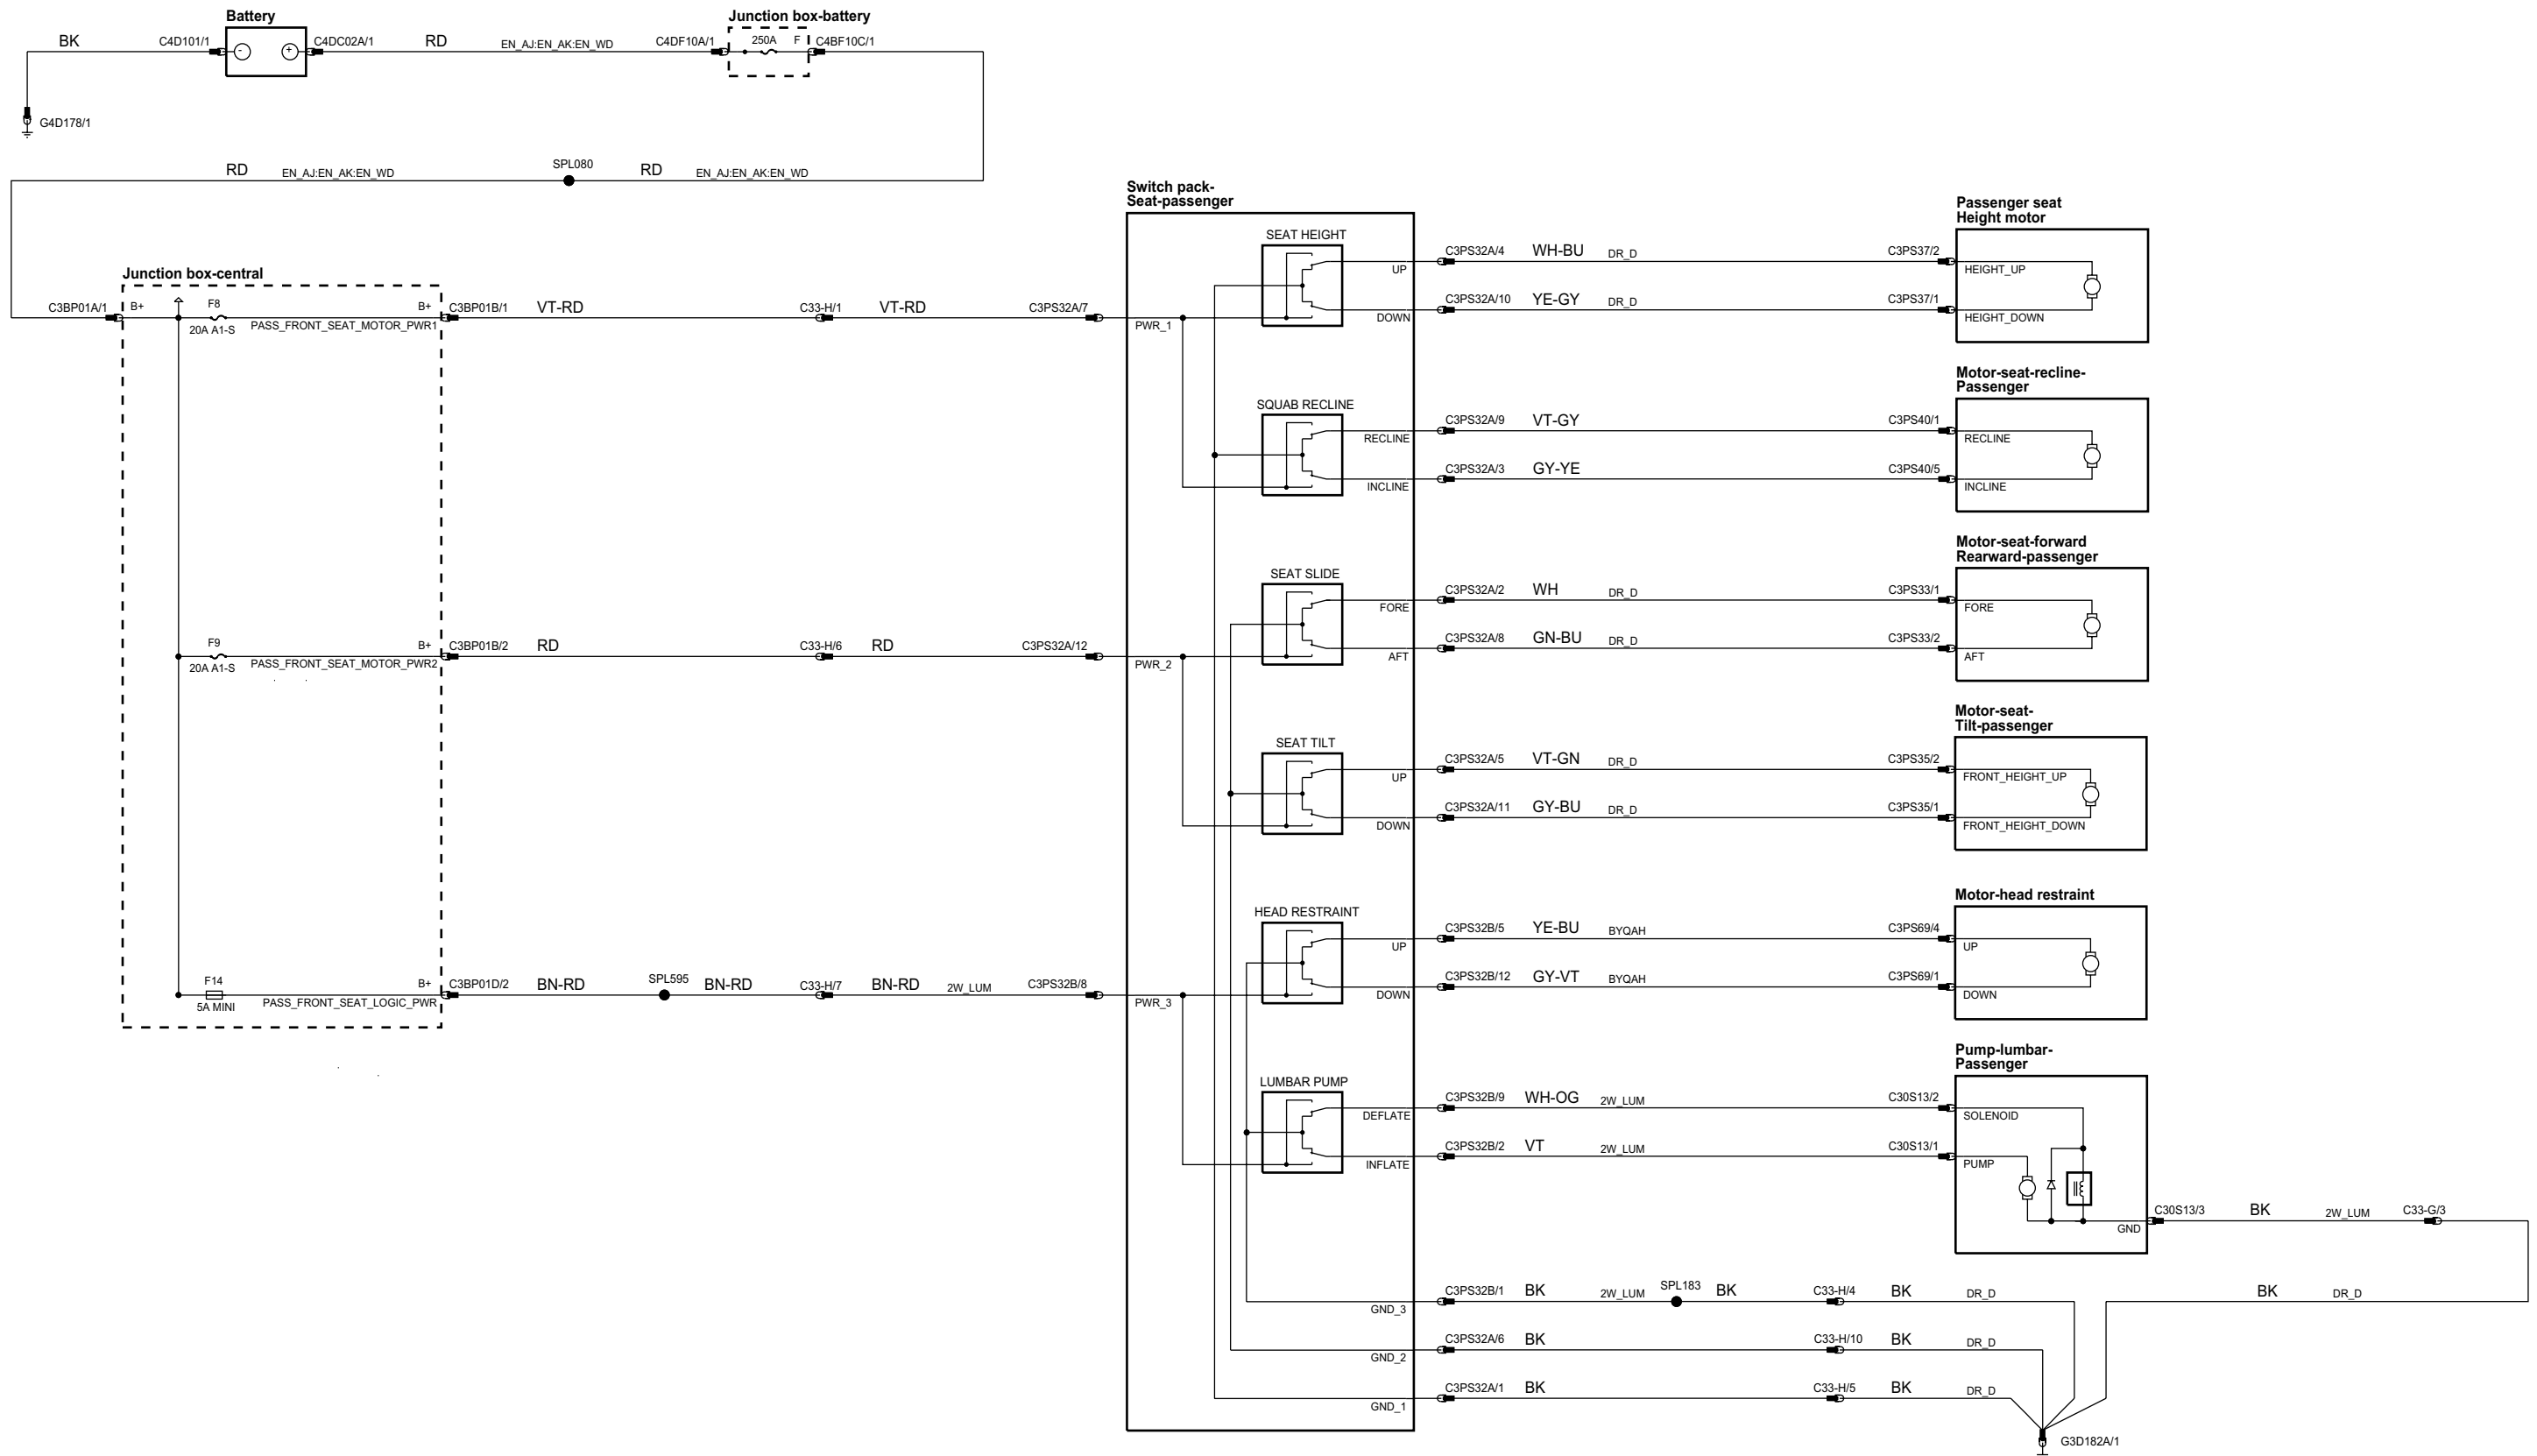 Battery
Junction box-battery
BK
C4D101/1
-
+
C4DC02A/1
RD
EN_AJ:EN_AK:EN_WD
C4DF10A/1
250A
F
C4BF10C/1
G4D178/1
RD
EN_AJ:EN_AK:EN_WD
SPL080
RD
EN_AJ:EN_AK:EN_WD
Switch pack-
Seat-passenger
Junction box-central
C3BP01A/1
B+
F8
20A A1-S
B+
PASS_FRONT_SEAT_MOTOR_PWR1
C3BP01B/1
VT-RD
C33-H/1
VT-RD
C3PS32A/7
PWR_1
SEAT HEIGHT
UP
DOWN
C3PS32A/4
WH-BU
DR_D
C3PS37/2
C3PS32A/10
YE-GY
DR_D
C3PS37/1
Passenger seat
Height motor
HEIGHT_UP
HEIGHT_DOWN
SQUAB RECLINE
RECLINE
INCLINE
C3PS32A/9
VT-GY
C3PS40/1
C3PS32A/3
GY-YE
C3PS40/5
Motor-seat-recline-
Passenger
RECLINE
INCLINE
F9
20A A1-S
B+
PASS_FRONT_SEAT_MOTOR_PWR2
C3BP01B/2
RD
C33-H/6
RD
C3PS32A/12
PWR_2
SEAT SLIDE
FORE
AFT
C3PS32A/2
WH
DR_D
C3PS33/1
C3PS32A/8
GN-BU
DR_D
C3PS33/2
Motor-seat-forward
Rearward-passenger
FORE
AFT
SEAT TILT
UP
DOWN
C3PS32A/5
VT-GN
DR_D
C3PS35/2
C3PS32A/11
GY-BU
DR_D
C3PS35/1
Motor-seat-
Tilt-passenger
FRONT_HEIGHT_UP
FRONT_HEIGHT_DOWN
F14
5A MINI
B+
PASS_FRONT_SEAT_LOGIC_PWR
C3BP01D/2
BN-RD
SPL595
BN-RD
C33-H/7
BN-RD
2W_LUM
C3PS32B/8
PWR_3
HEAD RESTRAINT
UP
DOWN
C3PS32B/5
YE-BU
BYQAH
C3PS69/4
C3PS32B/12
GY-VT
BYQAH
C3PS69/1
Motor-head restraint
UP
DOWN
LUMBAR PUMP
DEFLATE
INFLATE
C3PS32B/9
WH-OG
2W_LUM
C30S13/2
C3PS32B/2
VT
2W_LUM
C30S13/1
Pump-lumbar-
Passenger
SOLENOID
PUMP
GND
C30S13/3
BK
2W_LUM
C33-G/3
GND_3
C3PS32B/1
BK
2W_LUM
SPL183
BK
C33-H/4
BK
DR_D
BK
DR_D
GND_2
C3PS32A/6
BK
C33-H/10
BK
DR_D
GND_1
C3PS32A/1
BK
C33-H/5
BK
DR_D
G3D182A/1